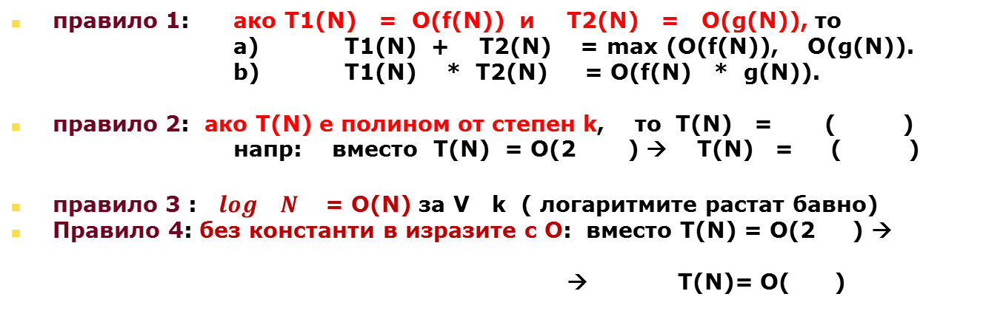 правило 1: ако T1(N) = O(f(N)) и T2(N) = O(g(N)), то
a) T1(N) + T2(N) = max (O(f(N)), O(g(N)).
b) T1(N) * T2(N) = O(f(N) * g(N)).
правило 2: ако T(N) е полином от степен k, то T(N) = ( )
напр: вместо T(N) = O(2 ) → T(N) = ( )
правило 3 : log N = O(N) за V k ( логаритмите растат бавно)
Правило 4: без константи в изразите с О: вместо T(N) = O(2 ) →
→ T(N)= O( )